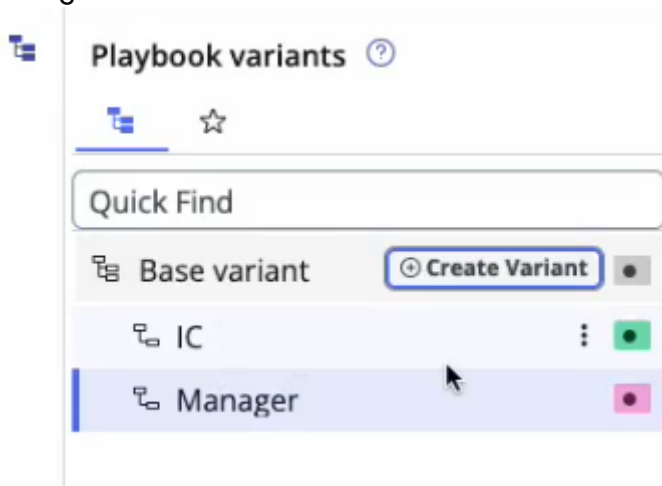 Playbook variants
Quick Find
Base variant Create Variant
IC
Manager